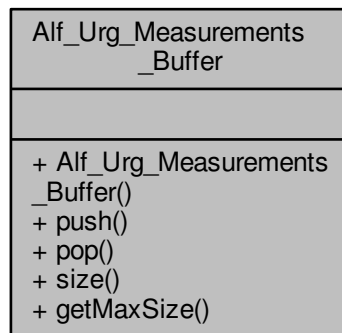 Alf_Urg_Measurements
_Buffer
+ Alf_Urg_Measurements
_Buffer()
+ push()
+ pop()
+ size()
+ getMaxSize()